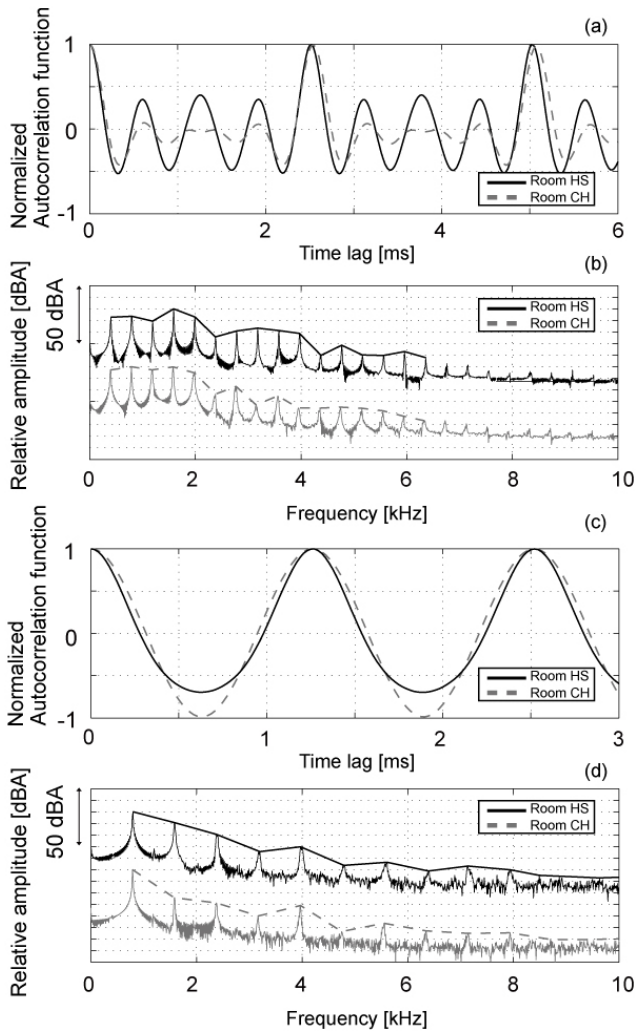 (a)
Normalized
Autocorrelation function
1
0
-1
Room HS
Room CH
0 2 4 6
Time lag [ms]
(b)
Relative amplitude [dBA]
50 dBA
Room HS
Room CH
0 2 4 6 8 10
Frequency [kHz]
(c)
Normalized
Autocorrelation function
1
0
-1
Room HS
Room CH
0 1 2 3
Time lag [ms]
(d)
Relative amplitude [dBA]
50 dBA
Room HS
Room CH
0 2 4 6 8 10
Frequency [kHz]